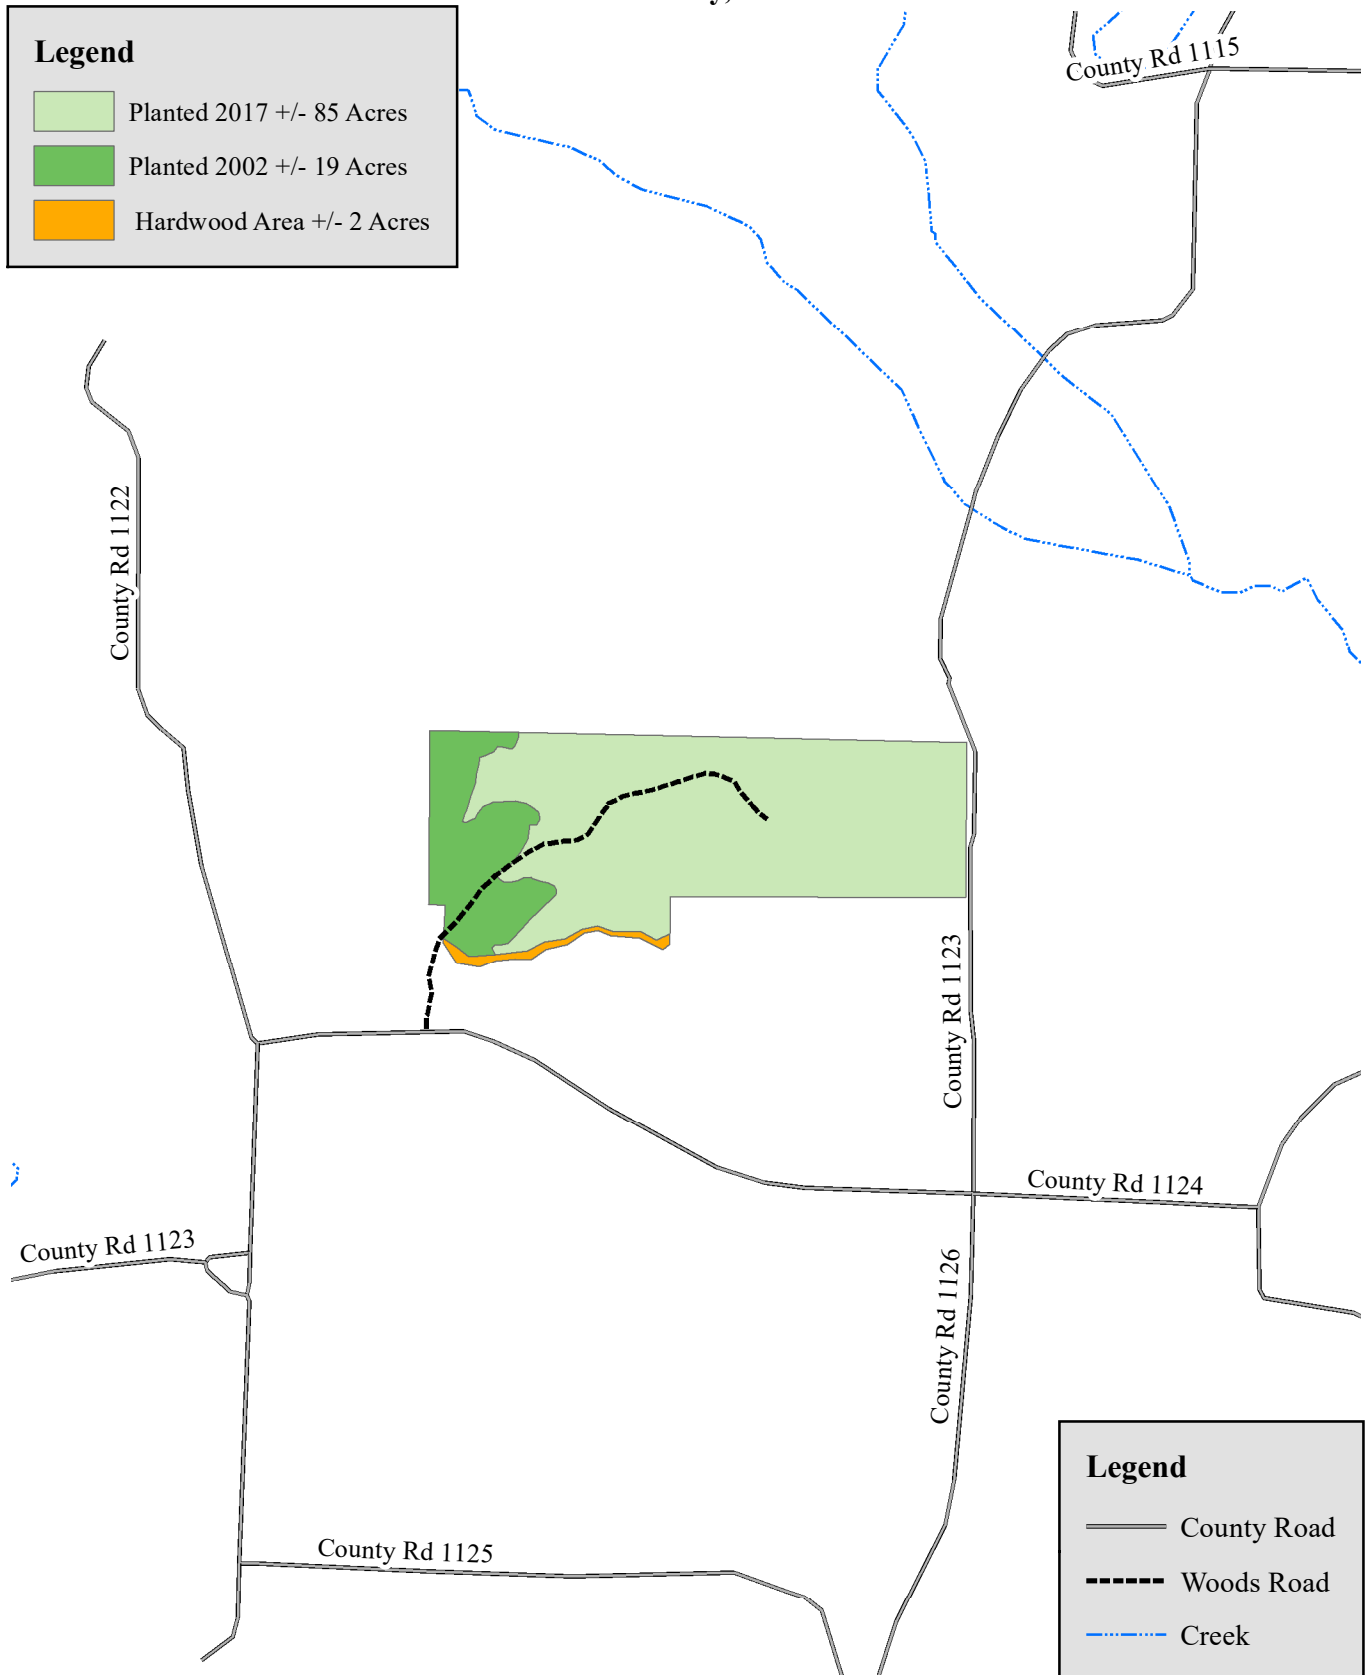 Legend
Planted 2017 +/- 85 Acres
Planted 2002 +/- 19 Acres
Hardwood Area +/- 2 Acres
County Rd 1115
County Rd 1122
County Rd 1123
County Rd 1124
County Rd 1123
County Rd 1126
County Rd 1125
Legend
County Road
Woods Road
Creek